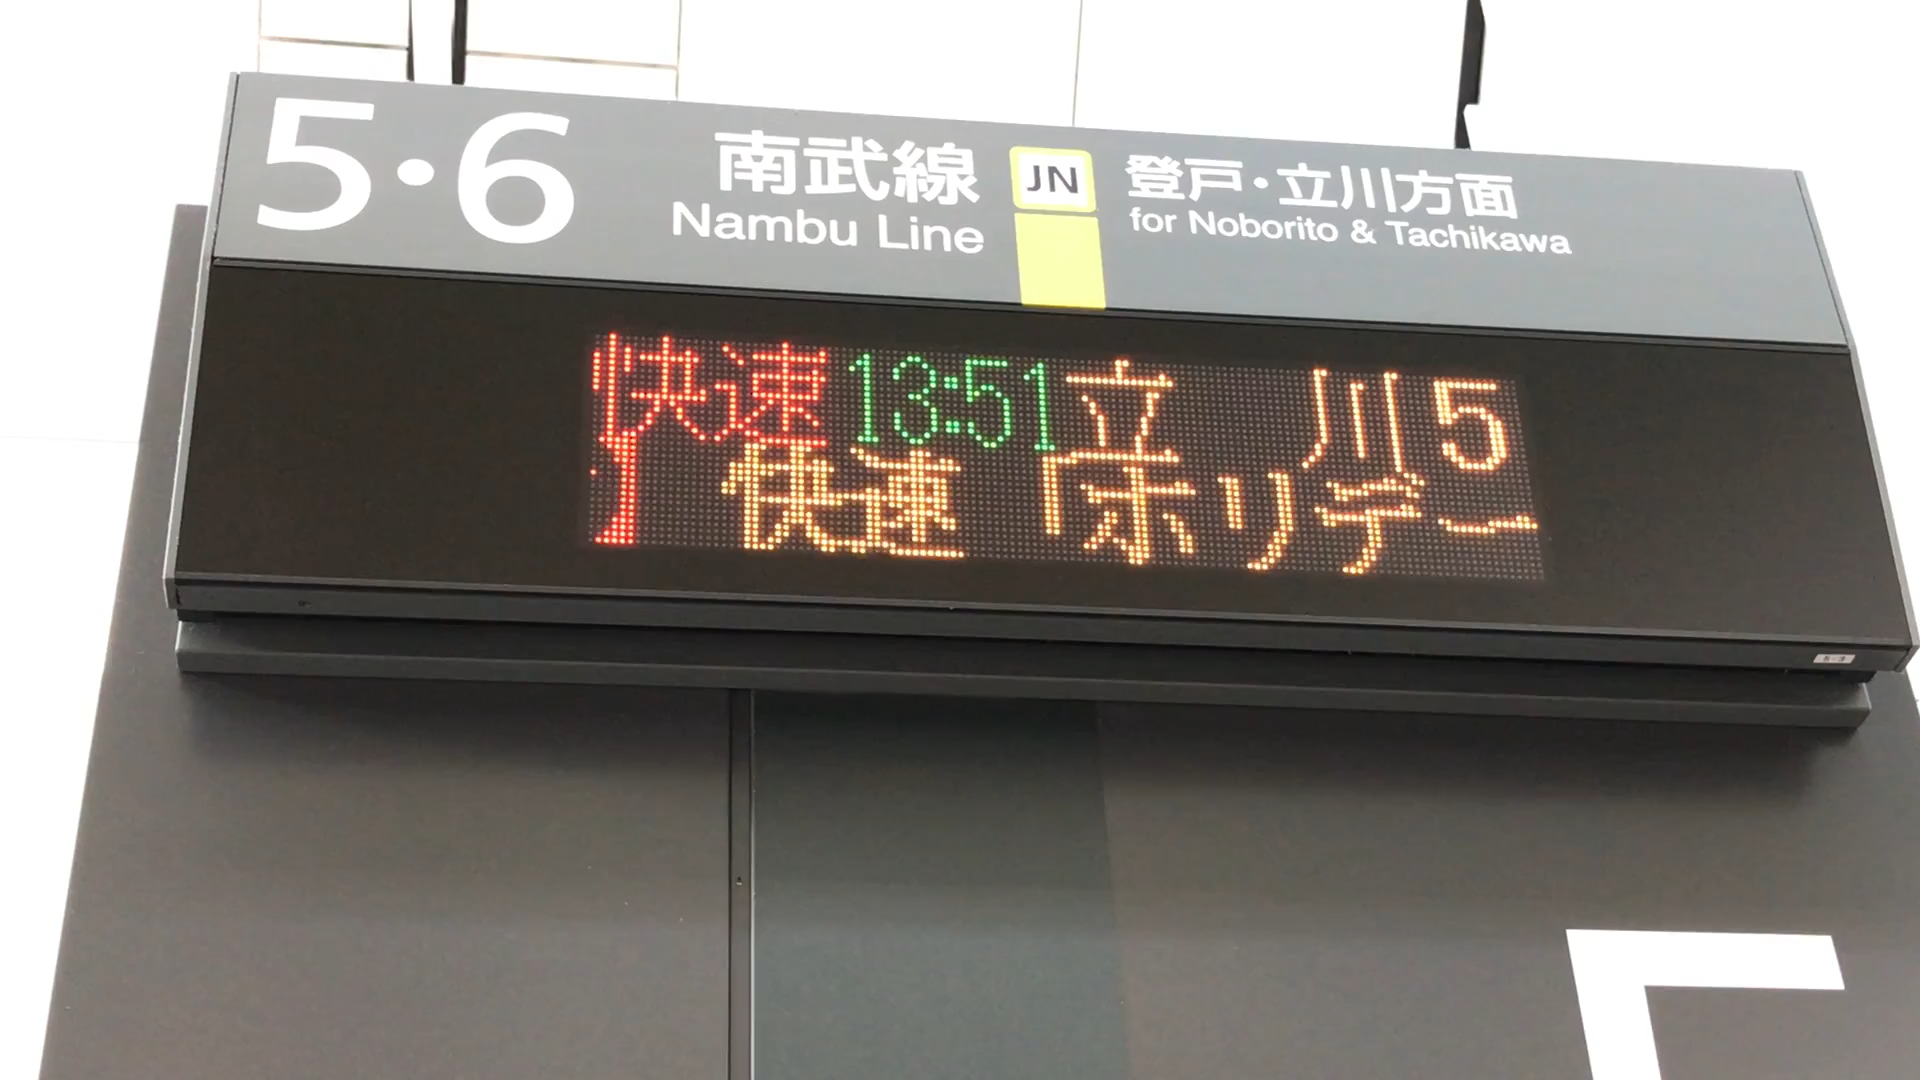 5・6
南武線 JN 登戸・立川方面
Nambu Line for Noborito & Tachikawa
快速 13:51 立川 5
】 快速「ホリデー